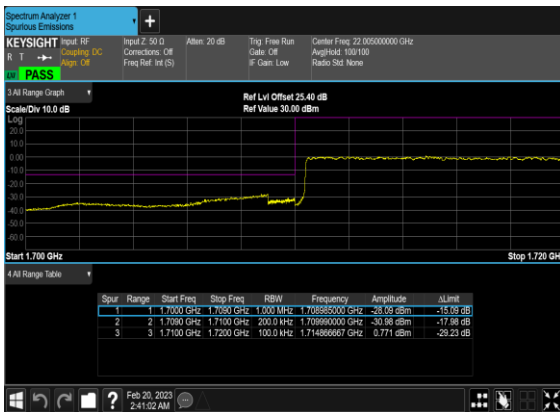 Spectrum Analyzer 1
Spurious Emissions
+
KEYSIGHT Input: RF Input Z: 50 Ω Atten: 20 dB Trig: Free Run Center Freq: 22.005000000 GHz
R T Coupling: DC Corrections: Off Gate: Off Avg|Hold: 100/100
Align: Off Freq Ref: Int (S) IF Gain: Low Radio Std: None
PASS
3 All Range Graph
Ref Lvl Offset 25.40 dB
Scale/Div 10.0 dB Ref Value 30.00 dBm
Log
20.0
10.0
0.00
-10.0
-20.0
-30.0
-40.0
-50.0
-60.0
Start 1.700 GHz Stop 1.720 GH
4 All Range Table
Spur Range Start Freq Stop Freq RBW Frequency Amplitude ΔLimit
1 1 1.7000 GHz 1.7090 GHz 1.000 MHz 1.708985000 GHz -28.09 dBm -15.09 dB
2 2 1.7090 GHz 1.7100 GHz 200.0 kHz 1.709990000 GHz -30.98 dBm -17.98 dB
3 3 1.7100 GHz 1.7200 GHz 100.0 kHz 1.714866667 GHz 0.771 dBm -29.23 dB
? Feb 20, 2023
2:41:02 AM